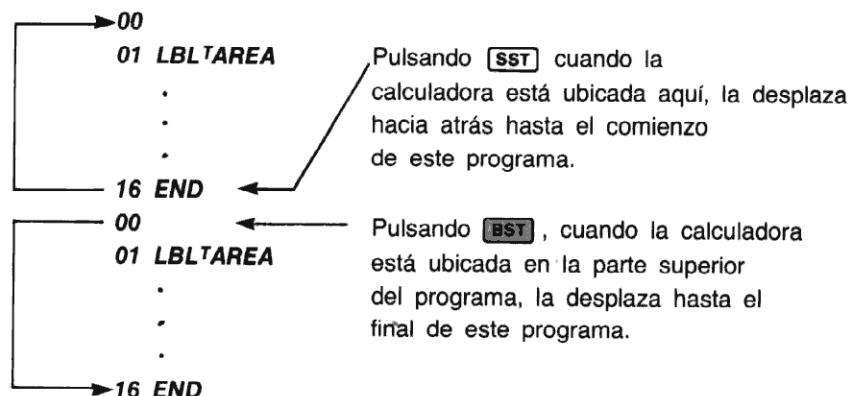 00
01 LBLᵀAREA
.
.
.
16 END
Pulsando SST cuando la
calculadora está ubicada aquí, la desplaza
hacia atrás hasta el comienzo
de este programa.
00
01 LBLᵀAREA
.
.
.
16 END
Pulsando BST, cuando la calculadora
está ubicada en la parte superior
del programa, la desplaza hasta el
final de este programa.